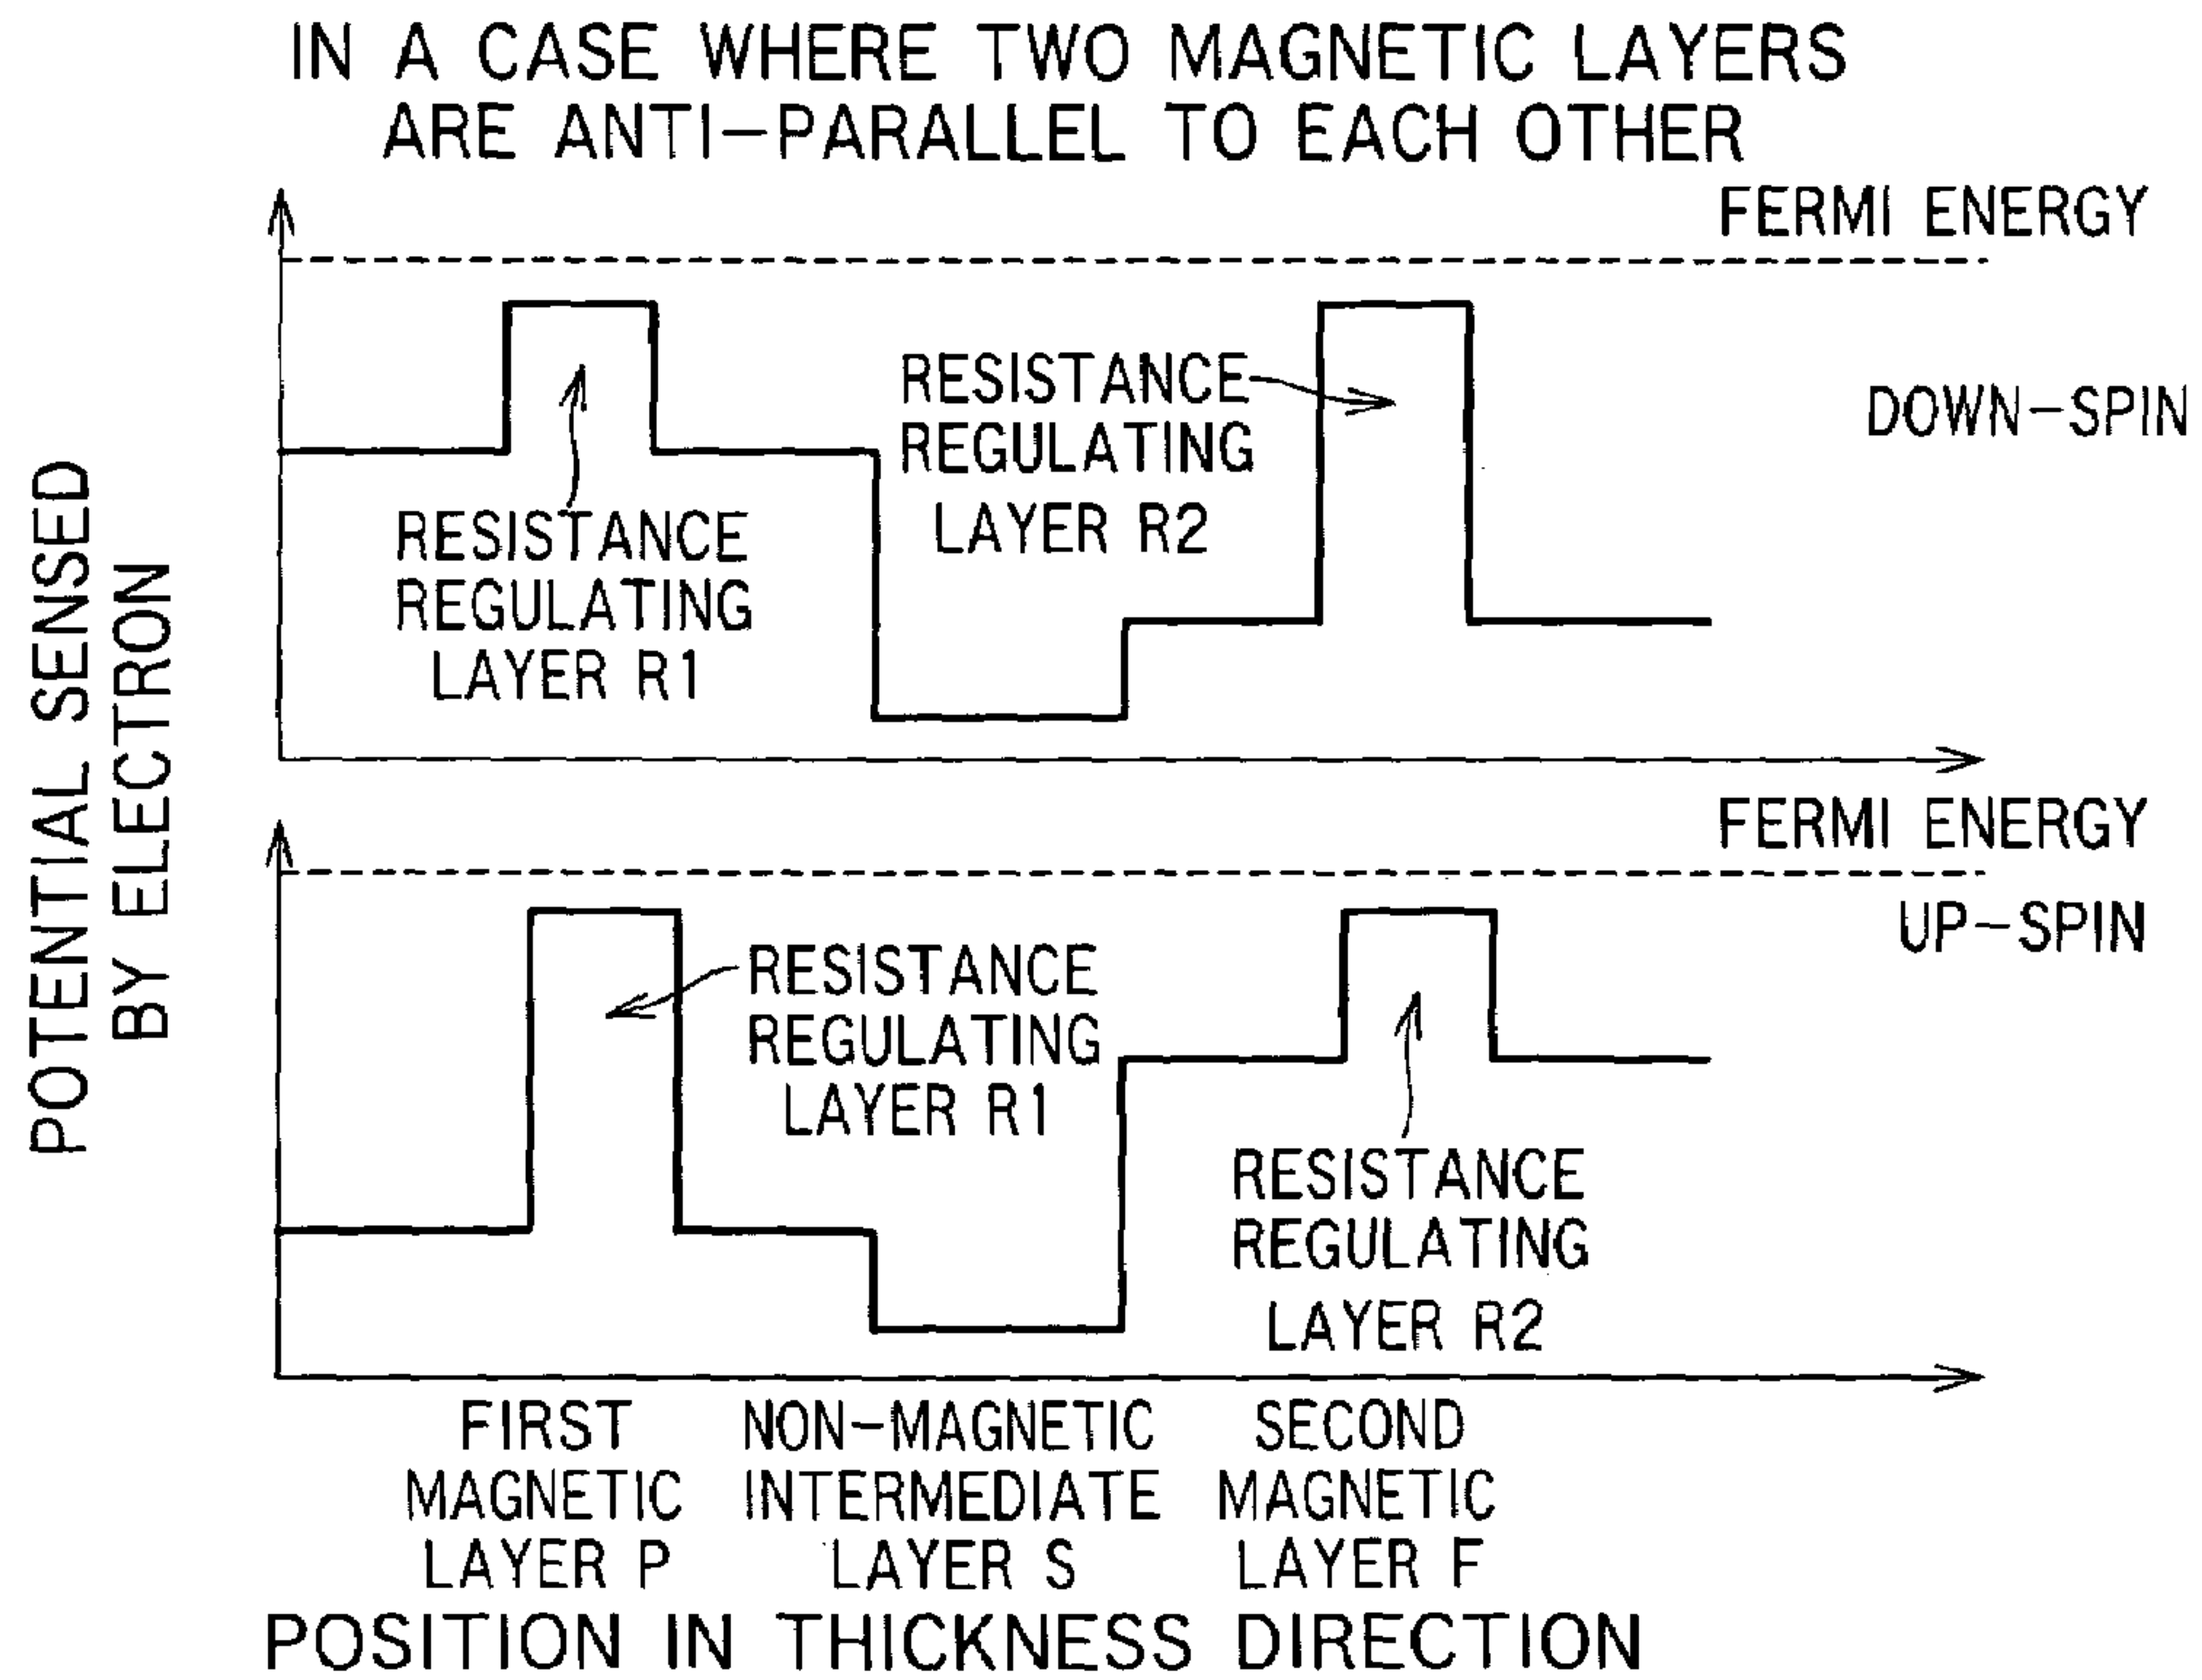 IN A CASE WHERE TWO MAGNETIC LAYERS
ARE ANTI-PARALLEL TO EACH OTHER
FERMI ENERGY
RESISTANCE
REGULATING
LAYER R2
DOWN-SPIN
RESISTANCE
REGULATING
LAYER R1
POTENTIAL SENSED
BY ELECTRON
FERMI ENERGY
UP-SPIN
RESISTANCE
REGULATING
LAYER R1
RESISTANCE
REGULATING
LAYER R2
FIRST
MAGNETIC
LAYER P
NON-MAGNETIC
INTERMEDIATE
LAYER S
SECOND
MAGNETIC
LAYER F
POSITION IN THICKNESS DIRECTION